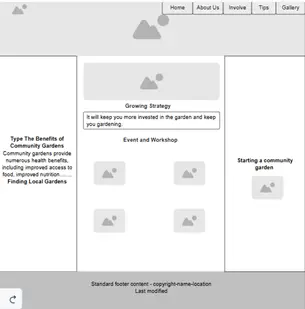 Home About Us Involve Tips Gallery
Growing Strategy
It will keep you more invested in the garden and keep
you gardening.
Event and Workshop
Type The Benefits of
Community Gardens
Community gardens provide
numerous health benefits,
including improved access to
food, improved nutrition........
Finding Local Gardens
Starting a community
garden
Standard footer content - copyright-name-location
Last modified